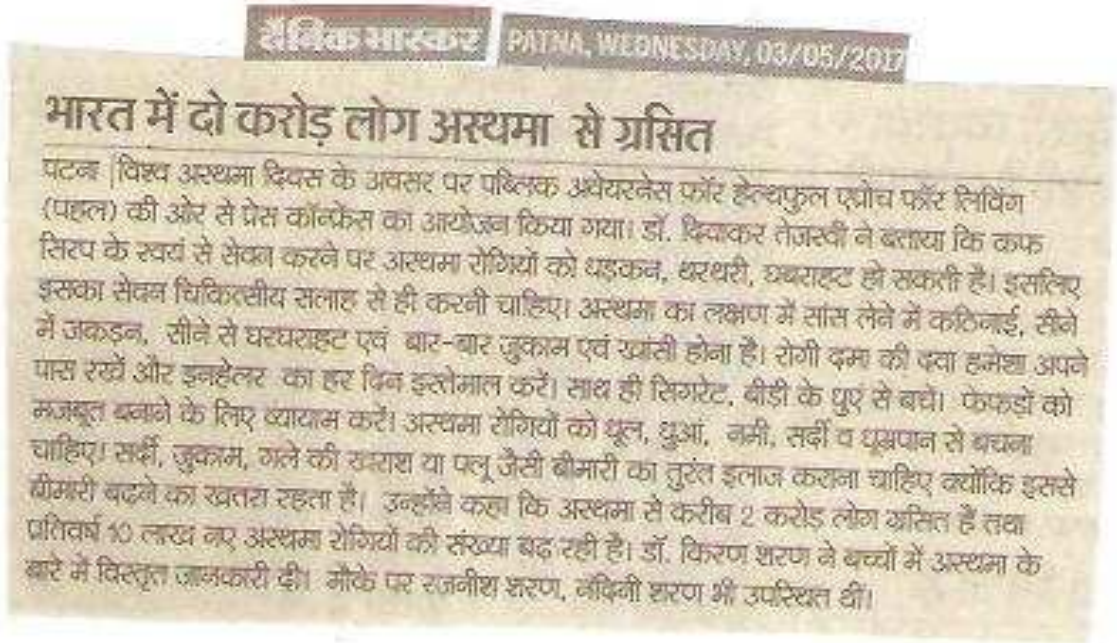 दैनिक भास्कर PATNA, WEDNESDAY, 03/05/2017
भारत में दो करोड़ लोग अस्थमा से ग्रसित
पटना |विश्व अस्थमा दिवस के अवसर पर पब्लिक अवेयरनेस फॉर हेल्थफुल एप्रोच फॉर लिविंग
(पहल) की ओर से प्रेस कॉन्फ्रेंस का आयोजन किया गया। डॉ. दिवाकर तेजस्वी ने बताया कि कफ
सिरप के स्वयं से सेवन करने पर अस्थमा रोगियों को धड़कन, थरथरी, घबराहट हो सकती है। इसलिए
इसका सेवन चिकित्सीय सलाह से ही करनी चाहिए। अस्थमा का लक्षण में सांस लेने में कठिनाई, सीने
में जकड़न, सीने से घरघराहट एवं बार-बार जुकाम एवं खांसी होना है। रोगी दमा की दवा हमेशा अपने
पास रखें और इनहेलर का हर दिन इस्तेमाल करें। साथ ही सिगरेट, बीड़ी के धुएं से बचे। फेफड़ों को
मजबूत बनाने के लिए व्यायाम करें। अस्थमा रोगियों को धूल, धुआं, नमी, सर्दी व धूम्रपान से बचना
चाहिए। सर्दी, जुकाम, गले की खराश या फ्लू जैसी बीमारी का तुरंत इलाज कराना चाहिए क्योंकि इससे
बीमारी बढ़ने का खतरा रहता है। उन्होंने कहा कि अस्थमा से करीब 2 करोड़ लोग ग्रसित हैं तथा
प्रतिवर्ष 10 लाख नए अस्थमा रोगियों की संख्या बढ़ रही है। डॉ. किरण शरण ने बच्चों में अस्थमा के
बारे में विस्तृत जानकारी दी। मौके पर रजनीश शरण, नंदिनी शरण भी उपस्थित थीं।